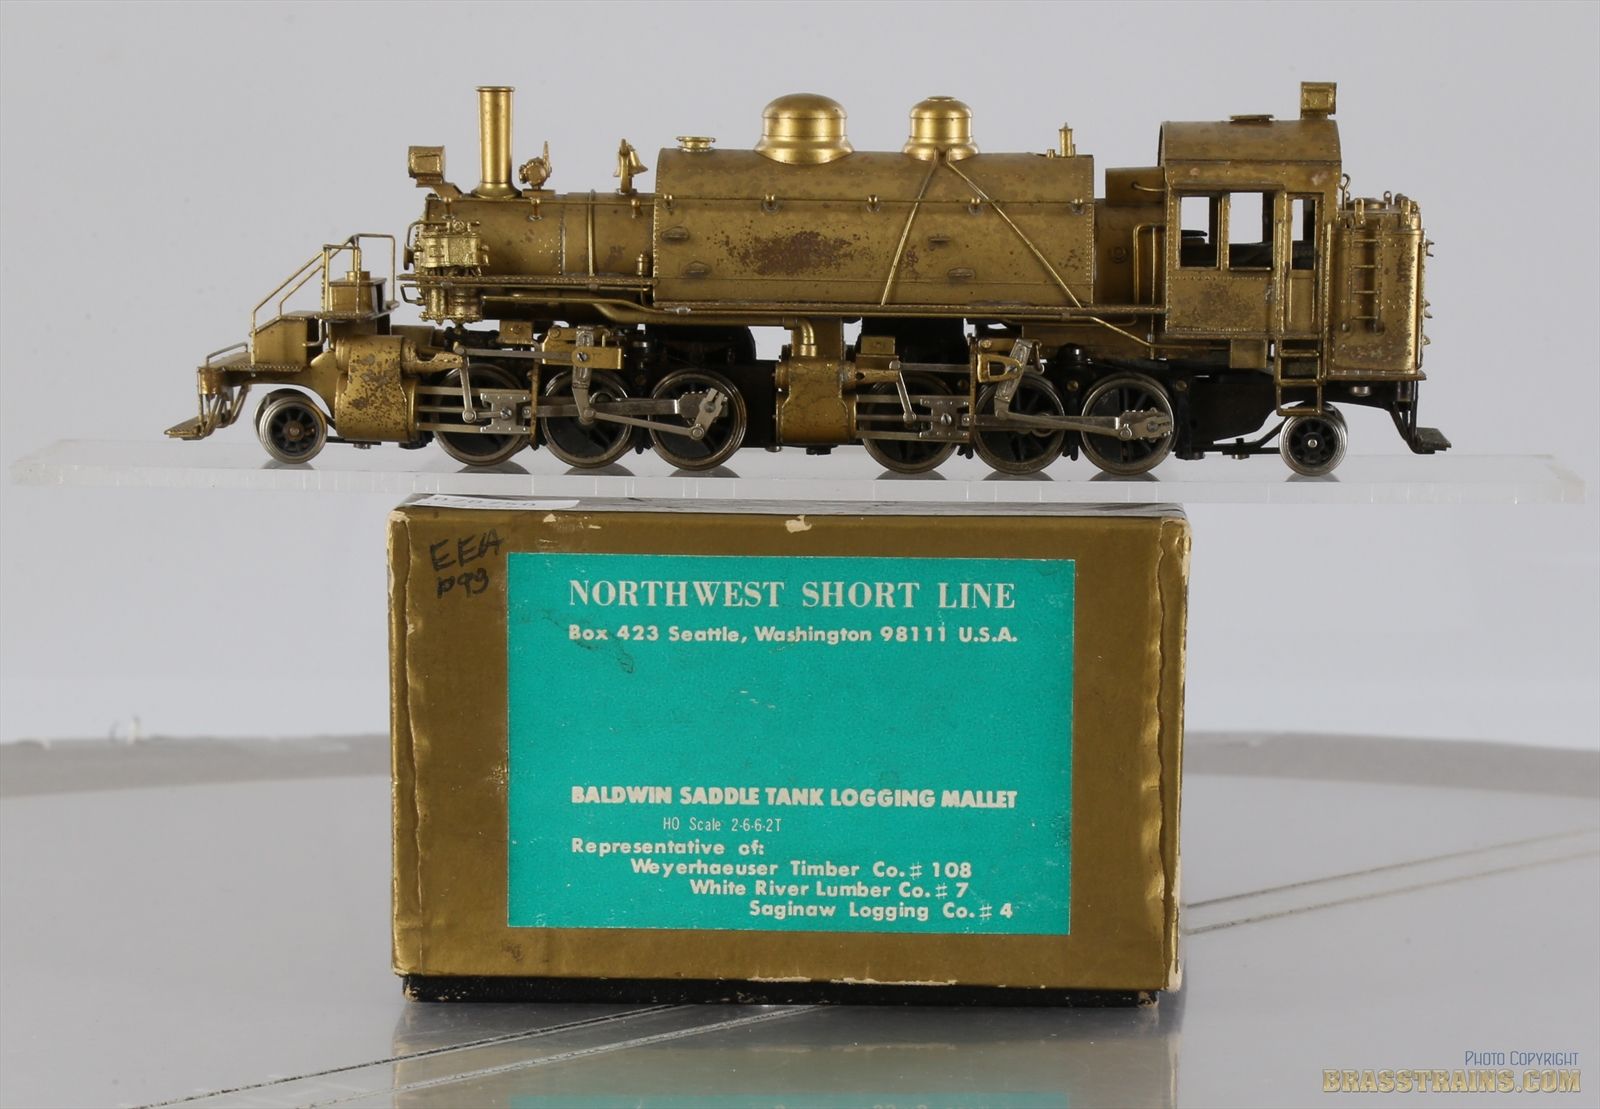 EEA
P93
NORTHWEST SHORT LINE
Box 423 Seattle, Washington 98111 U.S.A.
BALDWIN SADDLE TANK LOGGING MALLET
HO Scale 2-6-6-2T
Representative of:
Weyerhaeuser Timber Co.# 108
White River Lumber Co.# 7
Saginaw Logging Co.# 4
PHOTO COPYRIGHT
BRASSTRAINS.COM